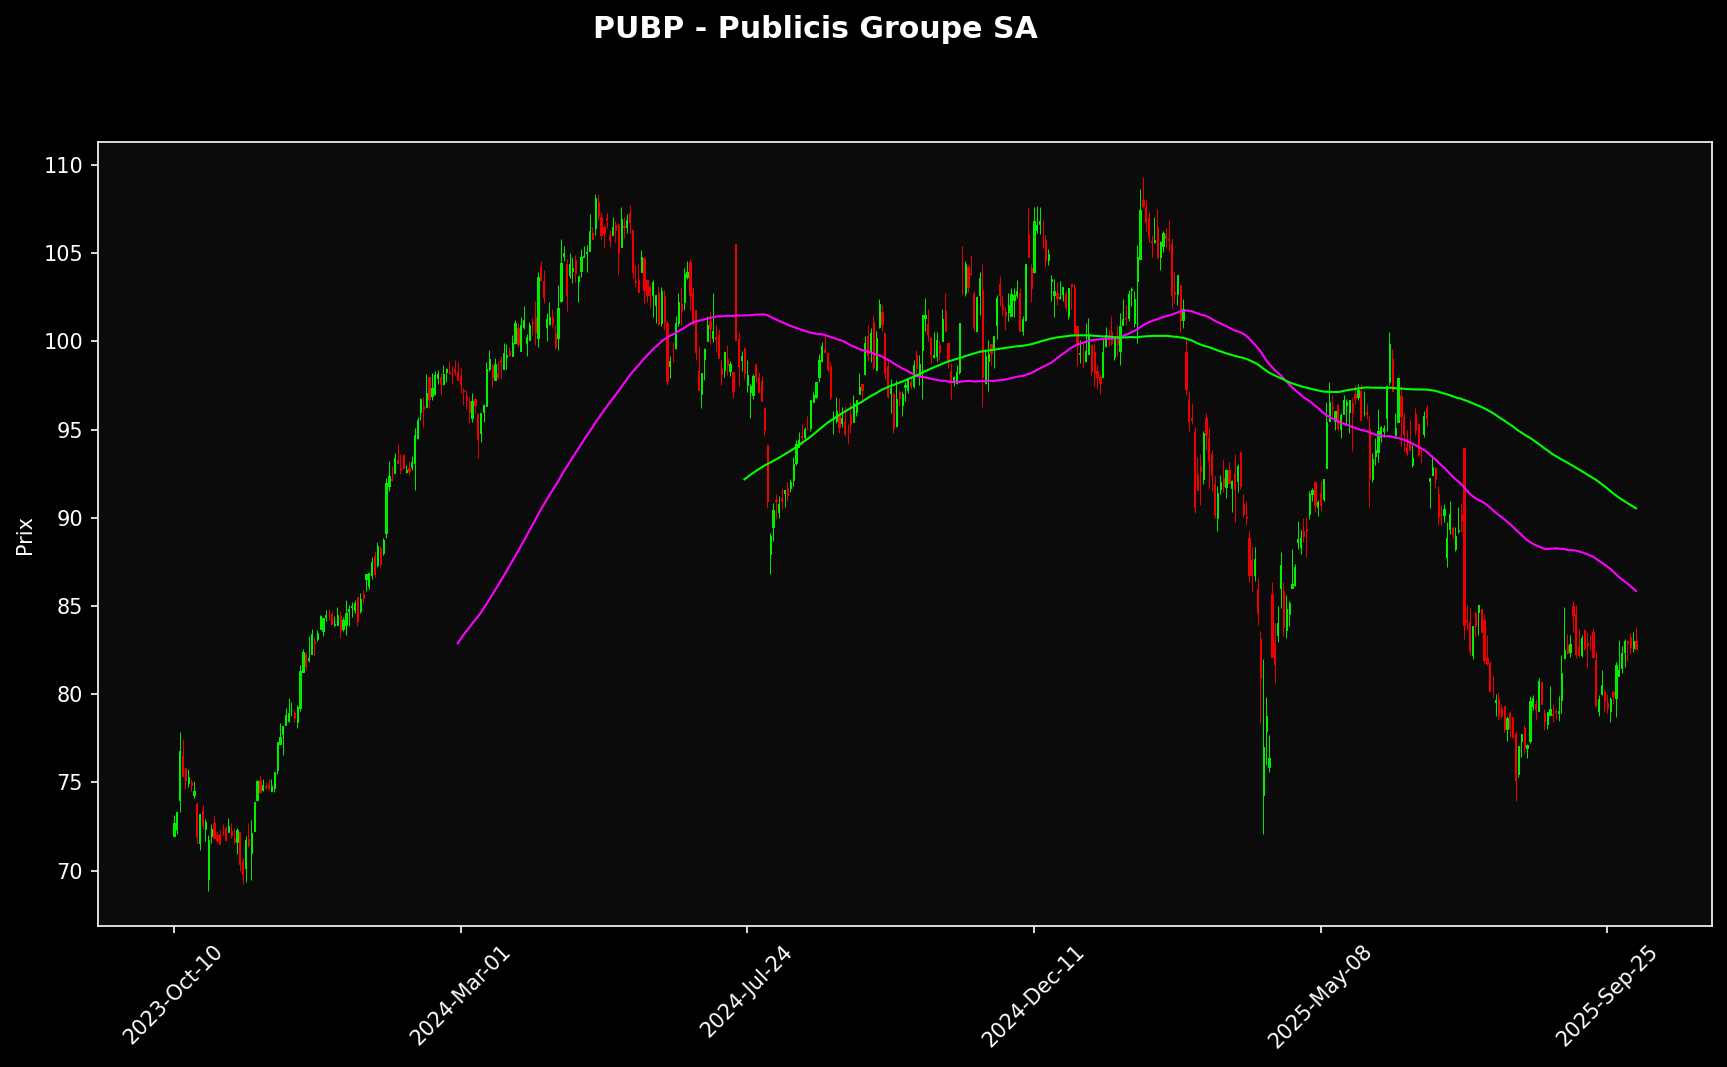 PUBP - Publicis Groupe SA
Prix
110
105
100
95
90
85
80
75
70
2023-Oct-10
2024-Mar-01
2024-Jul-24
2024-Dec-11
2025-May-08
2025-Sep-25